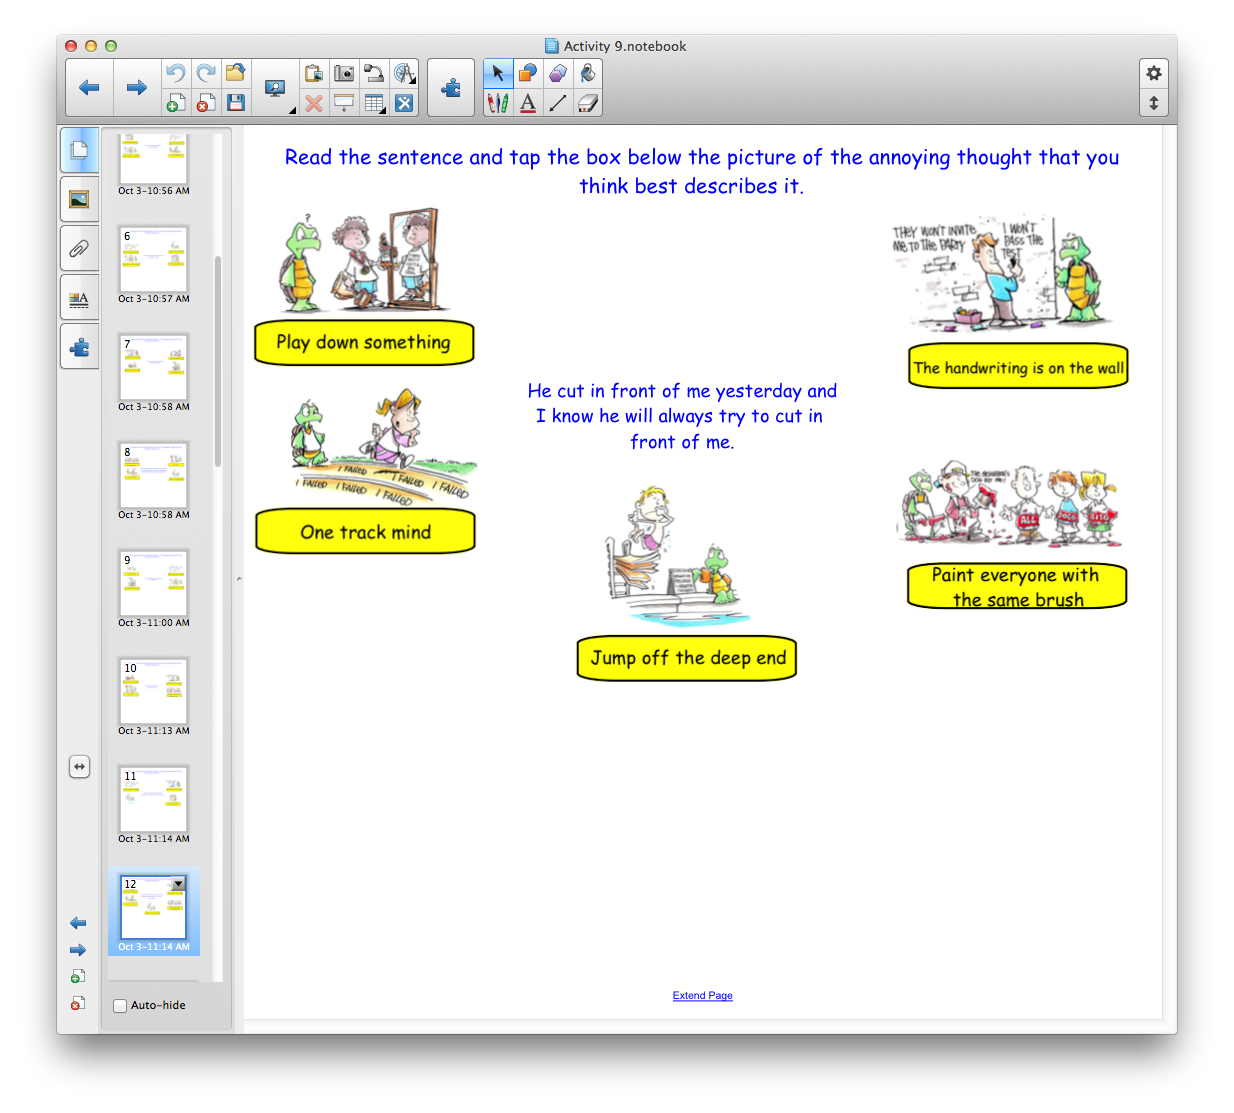 Activity 9.notebook
Oct 3-10:56 AM
6
Oct 3-10:57 AM
7
Oct 3-10:58 AM
8
Oct 3-10:58 AM
9
Oct 3-11:00 AM
10
Oct 3-11:13 AM
11
Oct 3-11:14 AM
12
Oct 3-11:14 AM
Auto-hide
Read the sentence and tap the box below the picture of the annoying thought that you
think best describes it.
?
Play down something
THEY WON'T INVITE
ME TO THE PARTY
I WON'T
PASS THE
TEST
The handwriting is on the wall
He cut in front of me yesterday and
I know he will always try to cut in
front of me.
I FAILED
I FAILED
I FAILED
I FAILED
I FAILED
I FAILED
One track mind
ALL
Paint everyone with
the same brush
Jump off the deep end
Extend Page